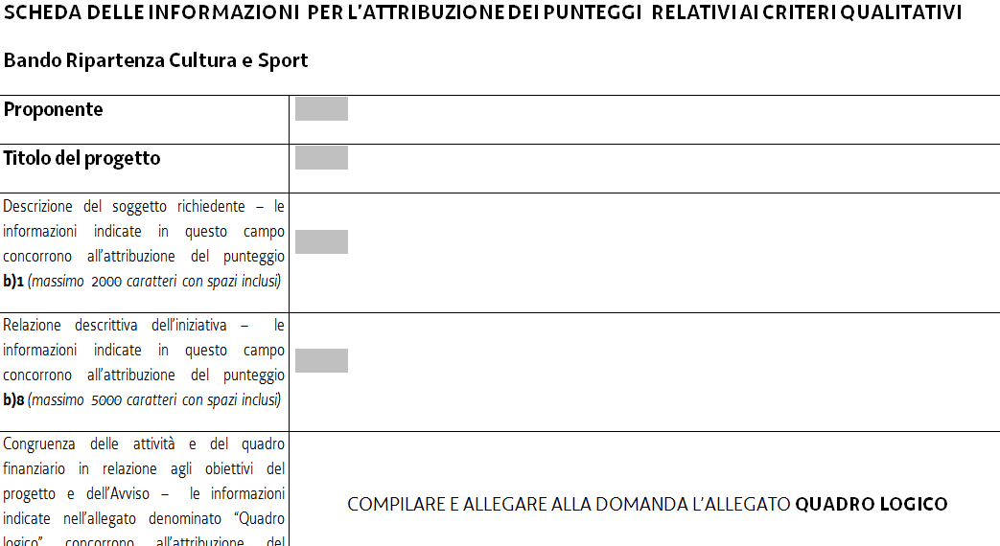 SCHEDA DELLE INFORMAZIONI PER L'ATTRIBUZIONE DEI PUNTEGGI RELATIVI AI CRITERI QUALITATIVI
Bando Ripartenza Cultura e Sport
Proponente
Titolo del progetto
Descrizione del soggetto richiedente – le
informazioni indicate in questo campo
concorrono all'attribuzione del punteggio
b)1 (massimo 2000 caratteri con spazi inclusi)
Relazione descrittiva dell'iniziativa – le
informazioni indicate in questo campo
concorrono all'attribuzione del punteggio
b)8 (massimo 5000 caratteri con spazi inclusi)
Congruenza delle attività e del quadro
finanziario in relazione agli obiettivi del
progetto e dell'Avviso – le informazioni
indicate nell'allegato denominato "Quadro
logico" concorrono all'attribuzione del
COMPILARE E ALLEGARE ALLA DOMANDA L'ALLEGATO QUADRO LOGICO